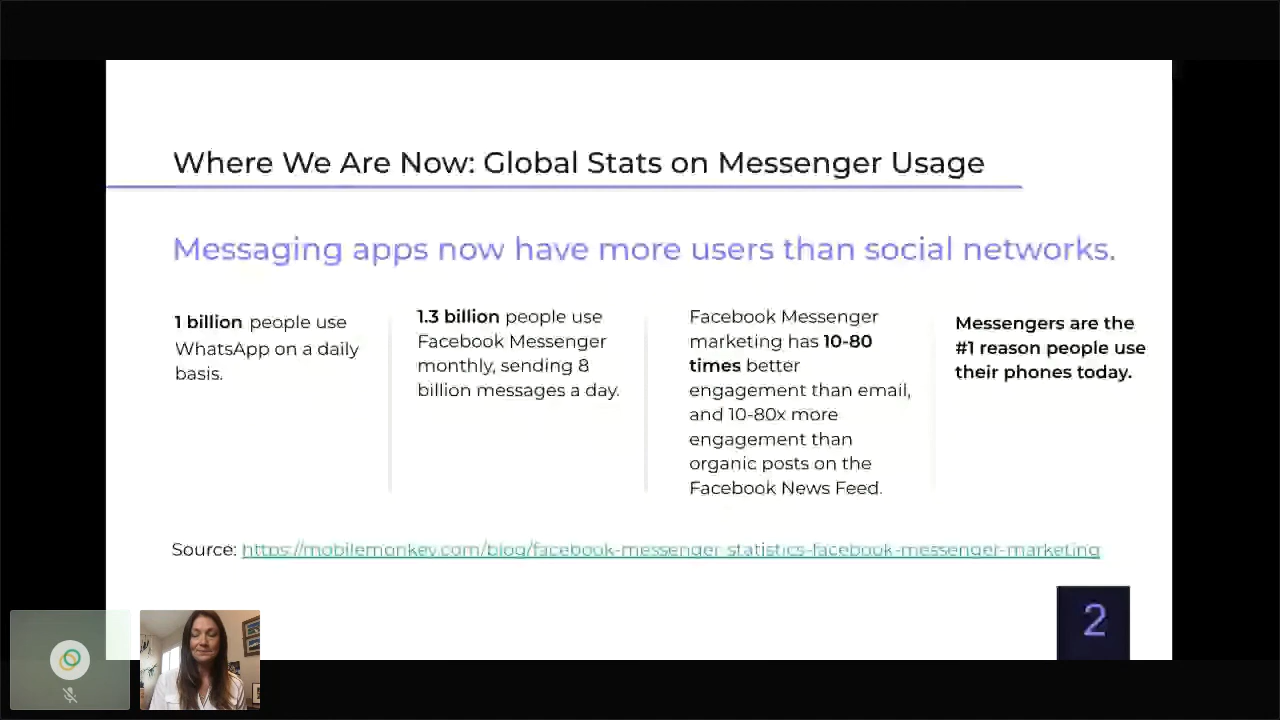 Where We Are Now: Global Stats on Messenger Usage
Messaging apps now have more users than social networks.
1 billion people use
WhatsApp on a daily
basis.
1.3 billion people use
Facebook Messenger
monthly, sending 8
billion messages a day.
Facebook Messenger
marketing has 10-80
times better
engagement than email,
and 10-80x more
engagement than
organic posts on the
Facebook News Feed.
Messengers are the
#1 reason people use
their phones today.
Source: https://mobilemonkey.com/blog/facebook-messenger-statistics-facebook-messenger-marketing
2